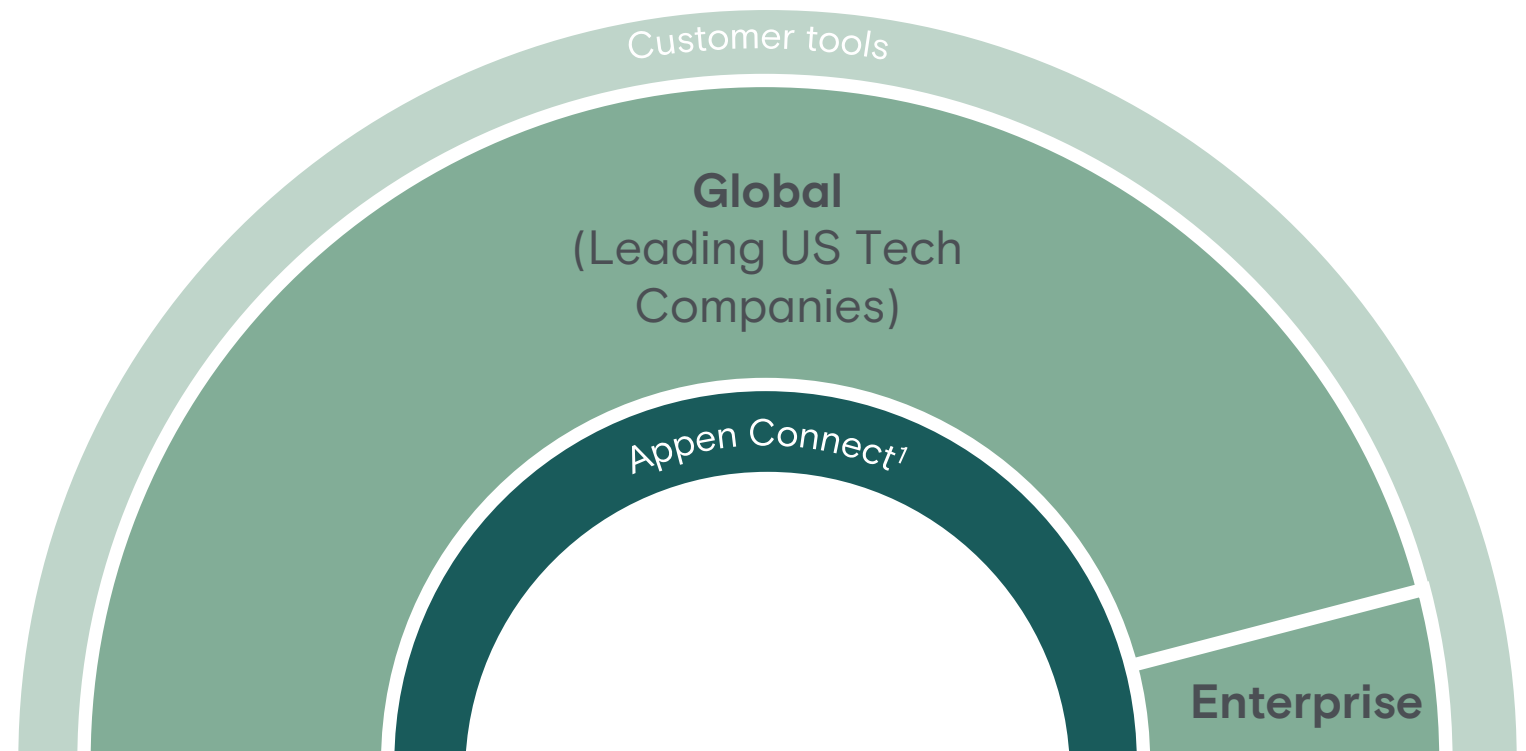 Customer tools
Global
(Leading US Tech
Companies)
Appen Connect¹
Enterprise